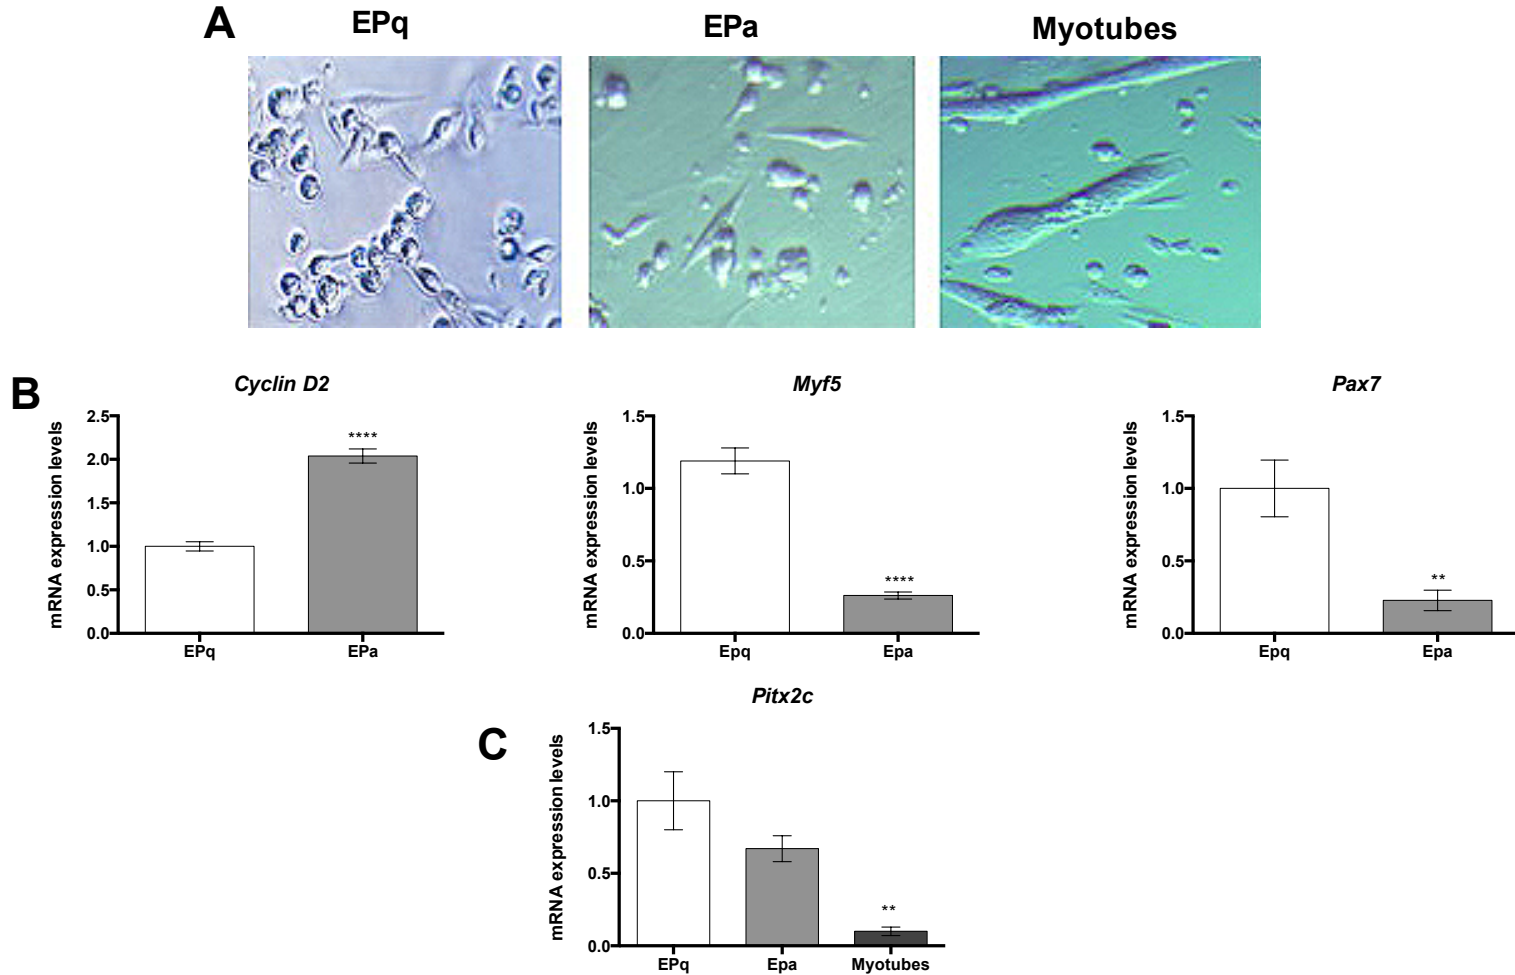 A
EPq
EPa
Myotubes
B
Cyclin D2
mRNA expression levels
2.5
2.0
1.5
1.0
0.5
0.0
****
EPq
EPa
Myf5
mRNA expression levels
1.5
1.0
0.5
0.0
****
Epq
Epa
Pax7
mRNA expression levels
1.5
1.0
0.5
0.0
**
Epq
Epa
C
Pitx2c
mRNA expression levels
1.5
1.0
0.5
0.0
**
EPq
Epa
Myotubes